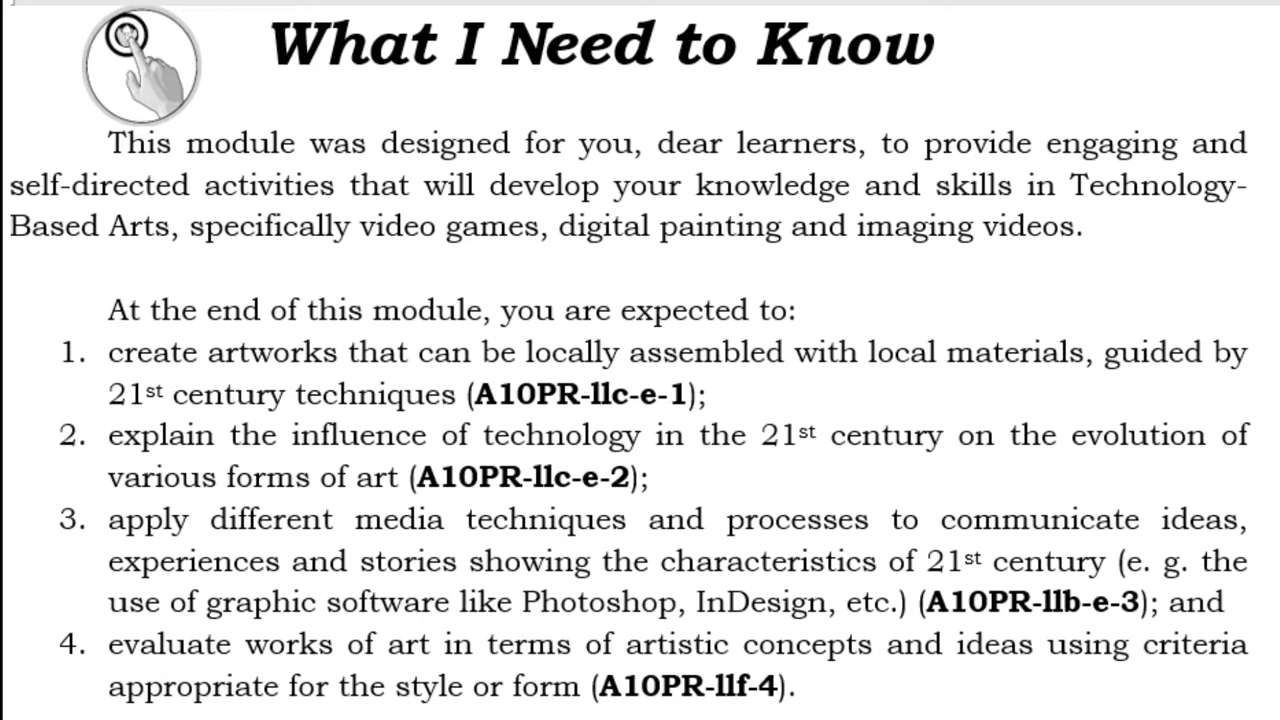 What I Need to Know
This module was designed for you, dear learners, to provide engaging and
self-directed activities that will develop your knowledge and skills in Technology-
Based Arts, specifically video games, digital painting and imaging videos.
At the end of this module, you are expected to:
1. create artworks that can be locally assembled with local materials, guided by
21st century techniques (A10PR-llc-e-1);
2. explain the influence of technology in the 21st century on the evolution of
various forms of art (A10PR-llc-e-2);
3. apply different media techniques and processes to communicate ideas,
experiences and stories showing the characteristics of 21st century (e. g. the
use of graphic software like Photoshop, InDesign, etc.) (A10PR-llb-e-3); and
4. evaluate works of art in terms of artistic concepts and ideas using criteria
appropriate for the style or form (A10PR-llf-4).